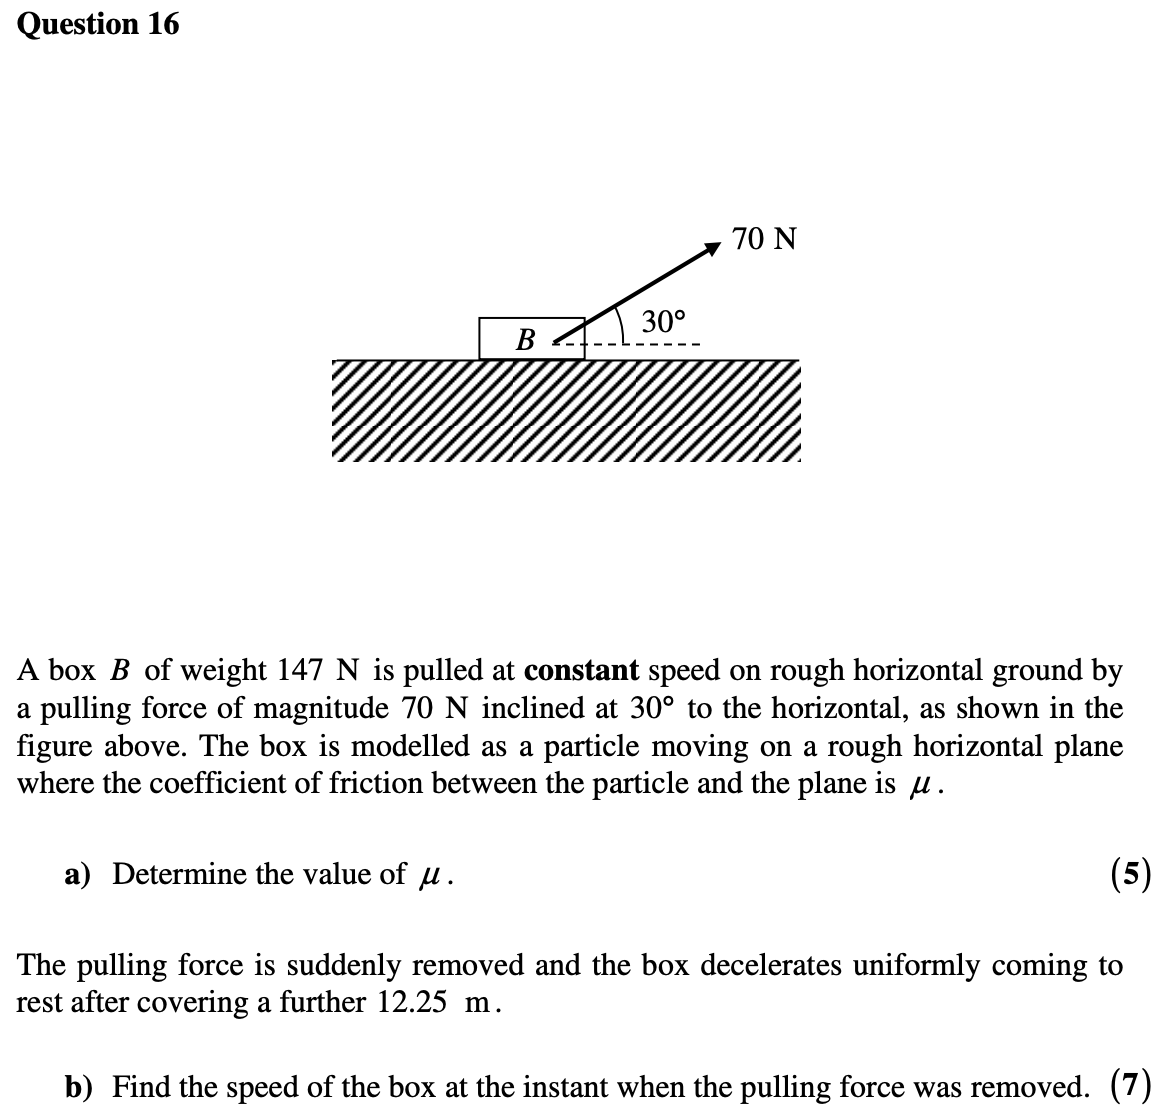 Question 16
70 N
30°
B
A box B of weight 147 N is pulled at constant speed on rough horizontal ground by
a pulling force of magnitude 70 N inclined at 30° to the horizontal, as shown in the
figure above. The box is modelled as a particle moving on a rough horizontal plane
where the coefficient of friction between the particle and the plane is μ.
a) Determine the value of μ. (5)
The pulling force is suddenly removed and the box decelerates uniformly coming to
rest after covering a further 12.25 m.
b) Find the speed of the box at the instant when the pulling force was removed. (7)